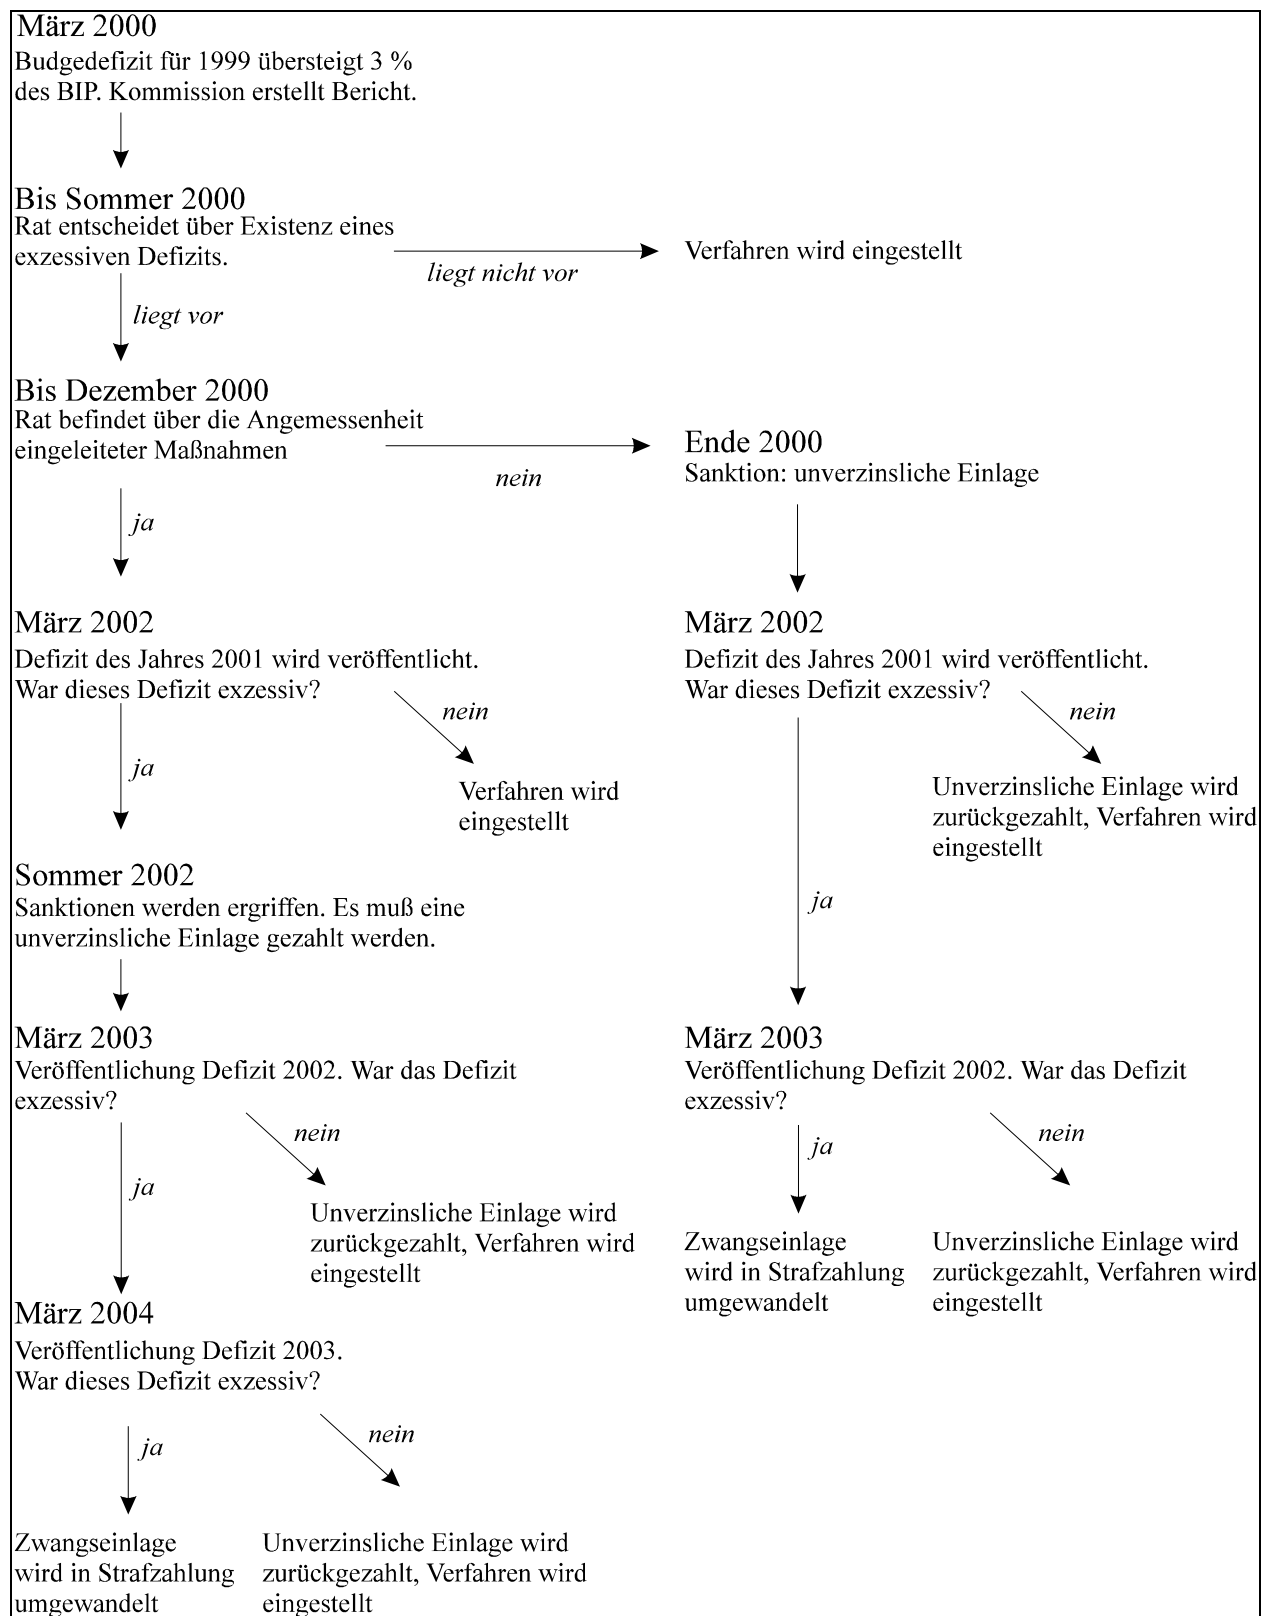 März 2000
Budgedefizit für 1999 übersteigt 3 %
des BIP. Kommission erstellt Bericht.
Bis Sommer 2000
Rat entscheidet über Existenz eines
exzessiven Defizits.
liegt nicht vor
Verfahren wird eingestellt
liegt vor
Bis Dezember 2000
Rat befindet über die Angemessenheit
eingeleiteter Maßnahmen
nein
Ende 2000
Sanktion: unverzinsliche Einlage
ja
März 2002
Defizit des Jahres 2001 wird veröffentlicht.
War dieses Defizit exzessiv?
nein
Verfahren wird
eingestellt
ja
März 2002
Defizit des Jahres 2001 wird veröffentlicht.
War dieses Defizit exzessiv?
nein
Unverzinsliche Einlage wird
zurückgezahlt, Verfahren wird
eingestellt
ja
Sommer 2002
Sanktionen werden ergriffen. Es muß eine
unverzinsliche Einlage gezahlt werden.
März 2003
Veröffentlichung Defizit 2002. War das Defizit
exzessiv?
nein
ja
Unverzinsliche Einlage wird
zurückgezahlt, Verfahren wird
eingestellt
März 2003
Veröffentlichung Defizit 2002. War das Defizit
exzessiv?
ja
nein
Zwangseinlage
wird in Strafzahlung
umgewandelt
Unverzinsliche Einlage wird
zurückgezahlt, Verfahren wird
eingestellt
März 2004
Veröffentlichung Defizit 2003.
War dieses Defizit exzessiv?
ja
nein
Zwangseinlage
wird in Strafzahlung
umgewandelt
Unverzinsliche Einlage wird
zurückgezahlt, Verfahren wird
eingestellt